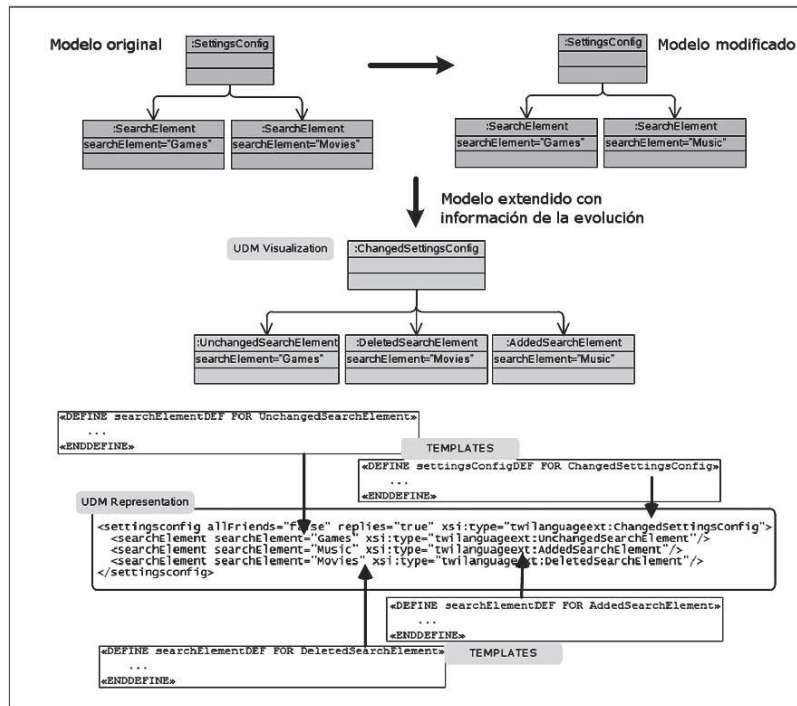 Modelo original
:SettingsConfig
:SettingsConfig
Modelo modificado
:SearchElement
searchElement="Games"
:SearchElement
searchElement="Movies"
:SearchElement
searchElement="Games"
:SearchElement
searchElement="Music"
Modelo extendido con
información de la evolución
UDM Visualization
:ChangedSettingsConfig
:UnchangedSearchElement
searchElement="Games"
:DeletedSearchElement
searchElement="Movies"
:AddedSearchElement
searchElement="Music"
«DEFINE searchElementDEF FOR UnchangedSearchElement»
...
«ENDDEFINE»
TEMPLATES
«DEFINE settingsConfigDEF FOR ChangedSettingsConfig»
...
«ENDDEFINE»
UDM Representation
<settingsconfig allFriends="false" replies="true" xsi:type="twilanguageext:ChangedSettingsConfig">
<searchElement searchElement="Games" xsi:type="twilanguageext:UnchangedSearchElement"/>
<searchElement searchElement="Music" xsi:type="twilanguageext:AddedSearchElement"/>
<searchElement searchElement="Movies" xsi:type="twilanguageext:DeletedSearchElement"/>
</settingsconfig>
«DEFINE searchElementDEF FOR AddedSearchElement»
...
«ENDDEFINE»
«DEFINE searchElementDEF FOR DeletedSearchElement»
...
«ENDDEFINE»
TEMPLATES